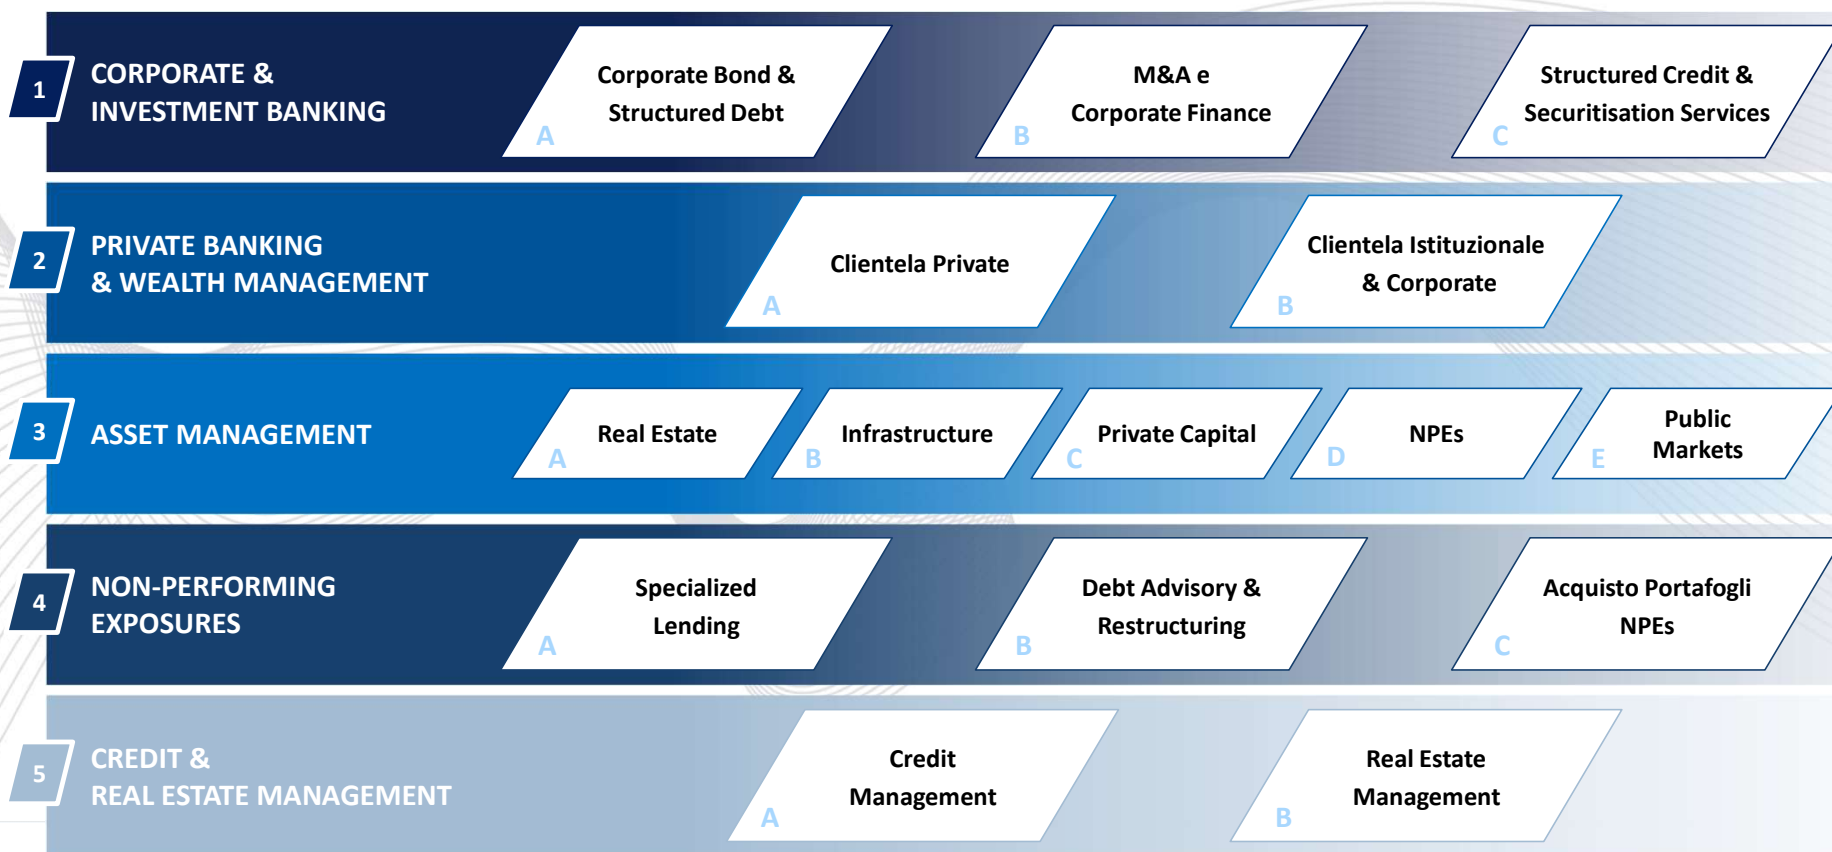 1
CORPORATE &
INVESTMENT BANKING
Corporate Bond &
Structured Debt
A
M&A e
Corporate Finance
B
Structured Credit &
Securitisation Services
C
2
PRIVATE BANKING
& WEALTH MANAGEMENT
Clientela Private
A
Clientela Istituzionale
& Corporate
B
3
ASSET MANAGEMENT
Real Estate
A
Infrastructure
B
Private Capital
C
NPEs
D
Public
Markets
E
4
NON-PERFORMING
EXPOSURES
Specialized
Lending
A
Debt Advisory &
Restructuring
B
Acquisto Portafogli
NPEs
C
5
CREDIT &
REAL ESTATE MANAGEMENT
Credit
Management
A
Real Estate
Management
B